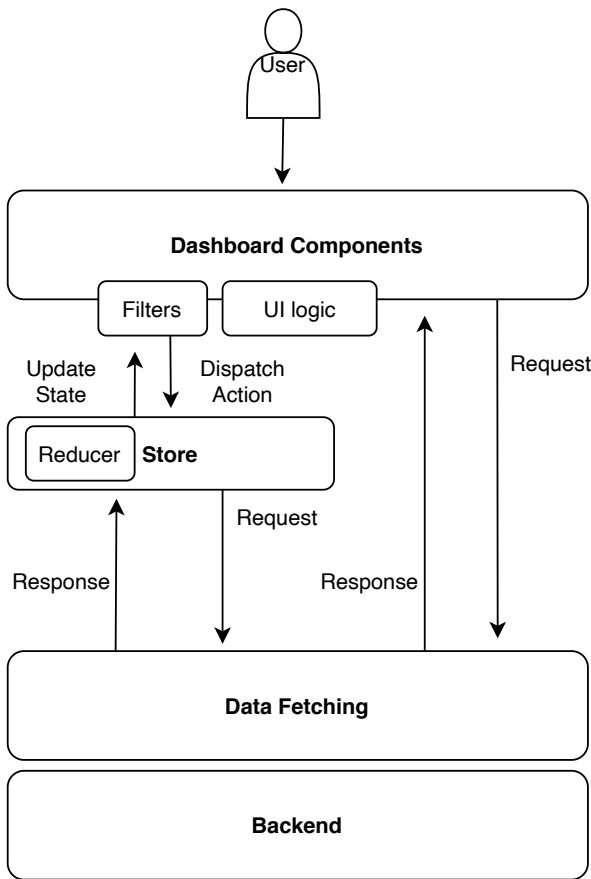 User
Dashboard Components
Filters
UI logic
Update
State
Dispatch
Action
Request
Reducer
Store
Request
Response
Response
Data Fetching
Backend